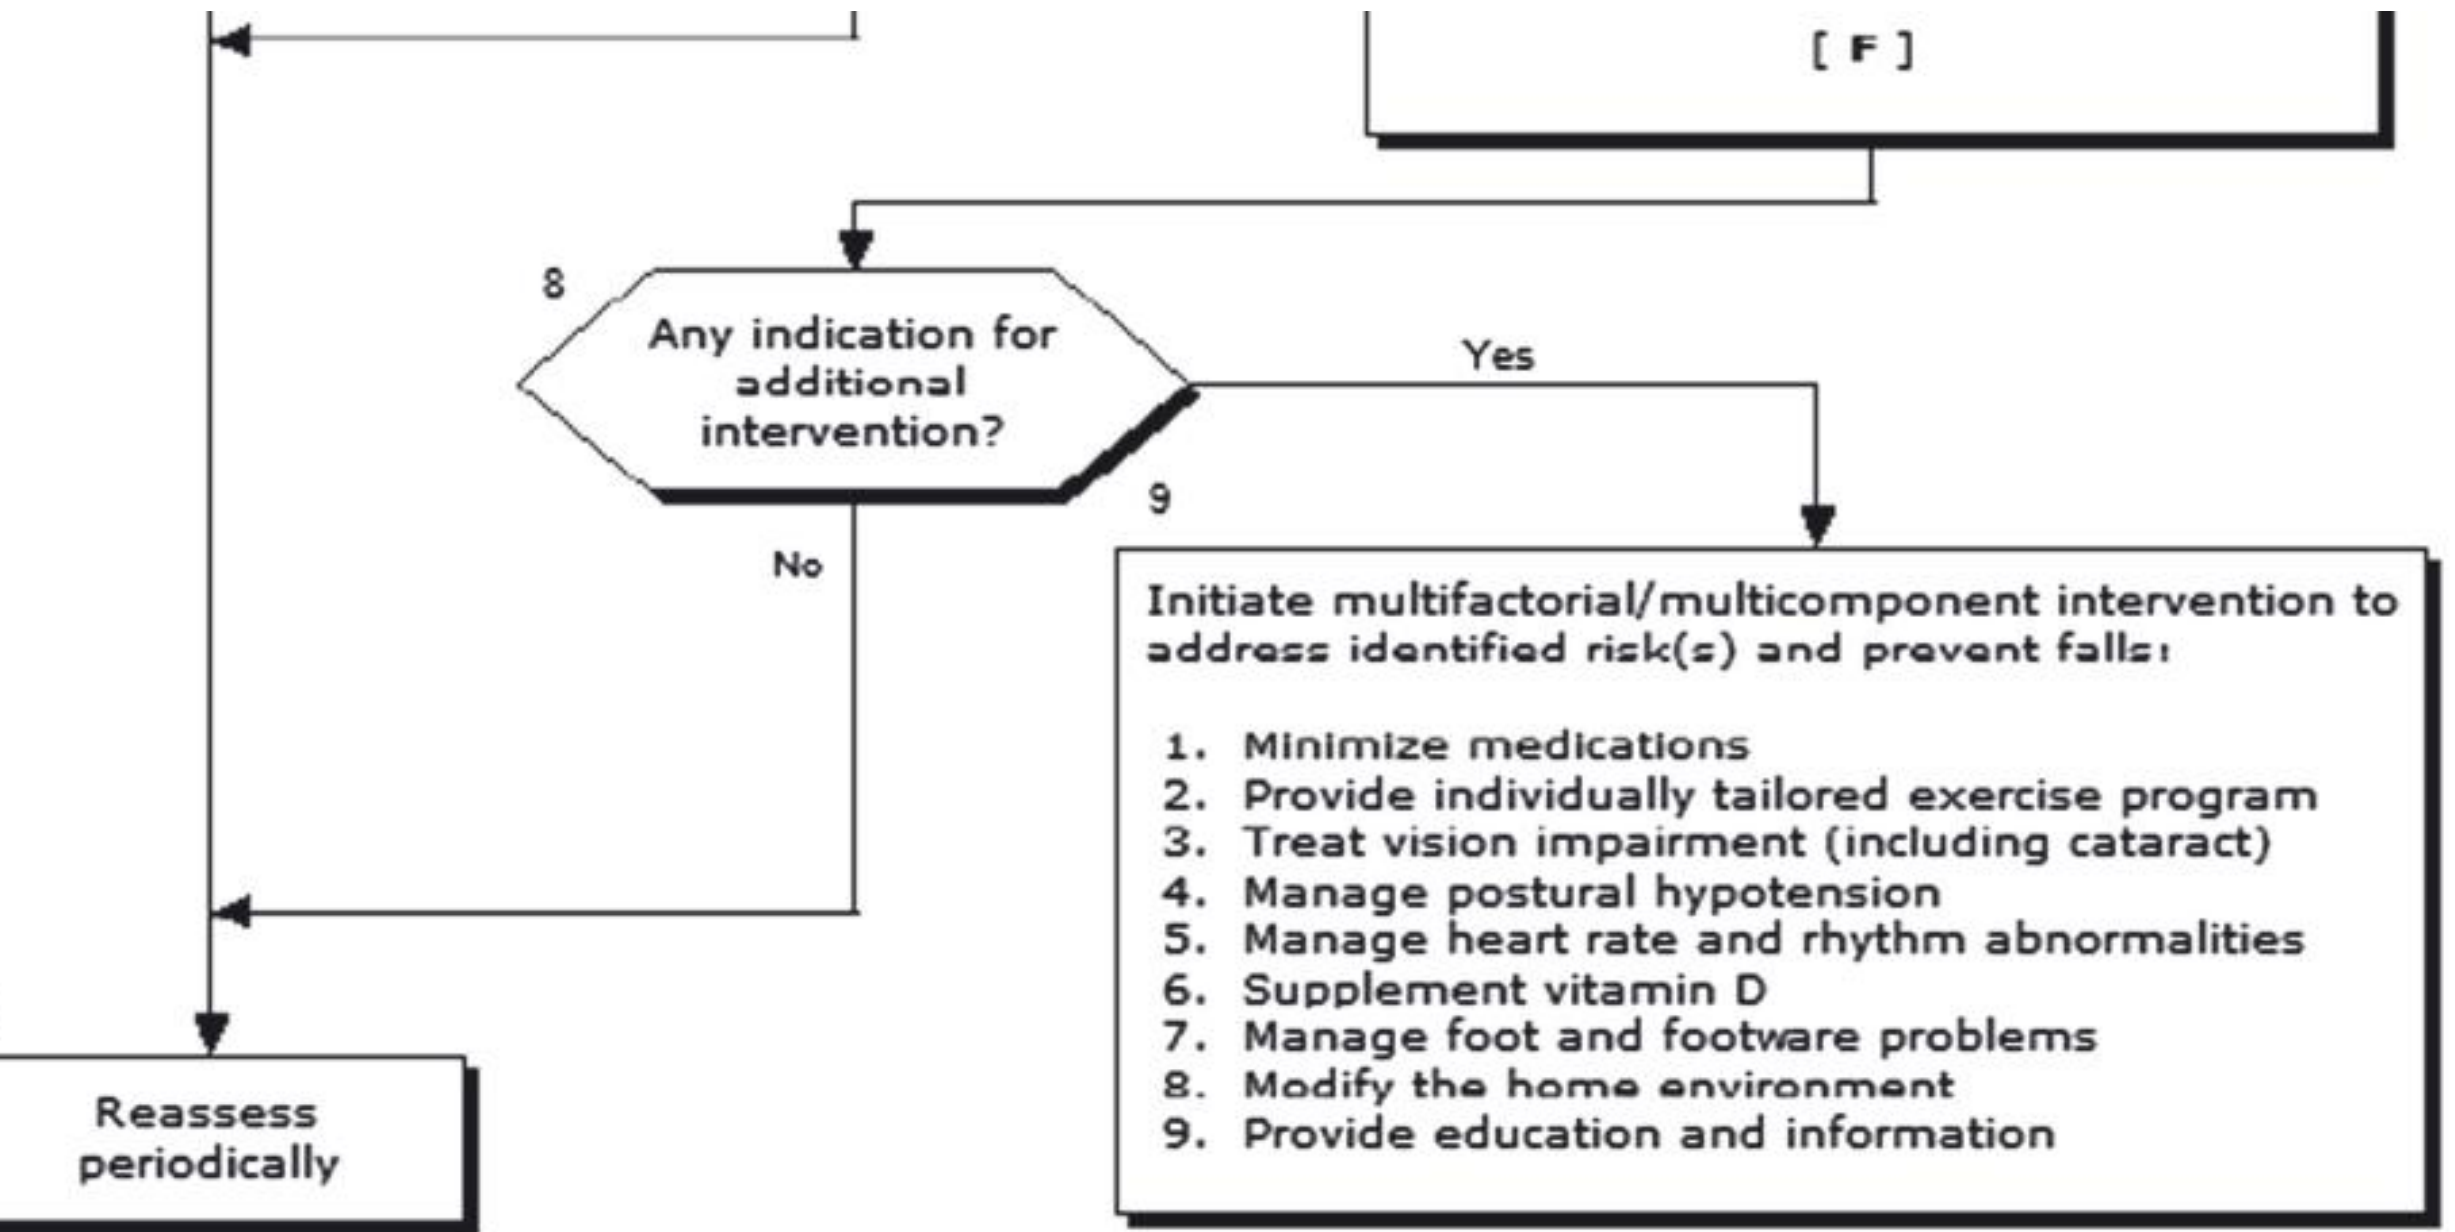 [ F ]
8
Any indication for
additional
intervention?
Yes
No
9
Initiate multifactorial/multicomponent intervention to
address identified risk(s) and prevent falls:
1. Minimize medications
2. Provide individually tailored exercise program
3. Treat vision impairment (including cataract)
4. Manage postural hypotension
5. Manage heart rate and rhythm abnormalities
6. Supplement vitamin D
7. Manage foot and footware problems
8. Modify the home environment
9. Provide education and information
Reassess
periodically